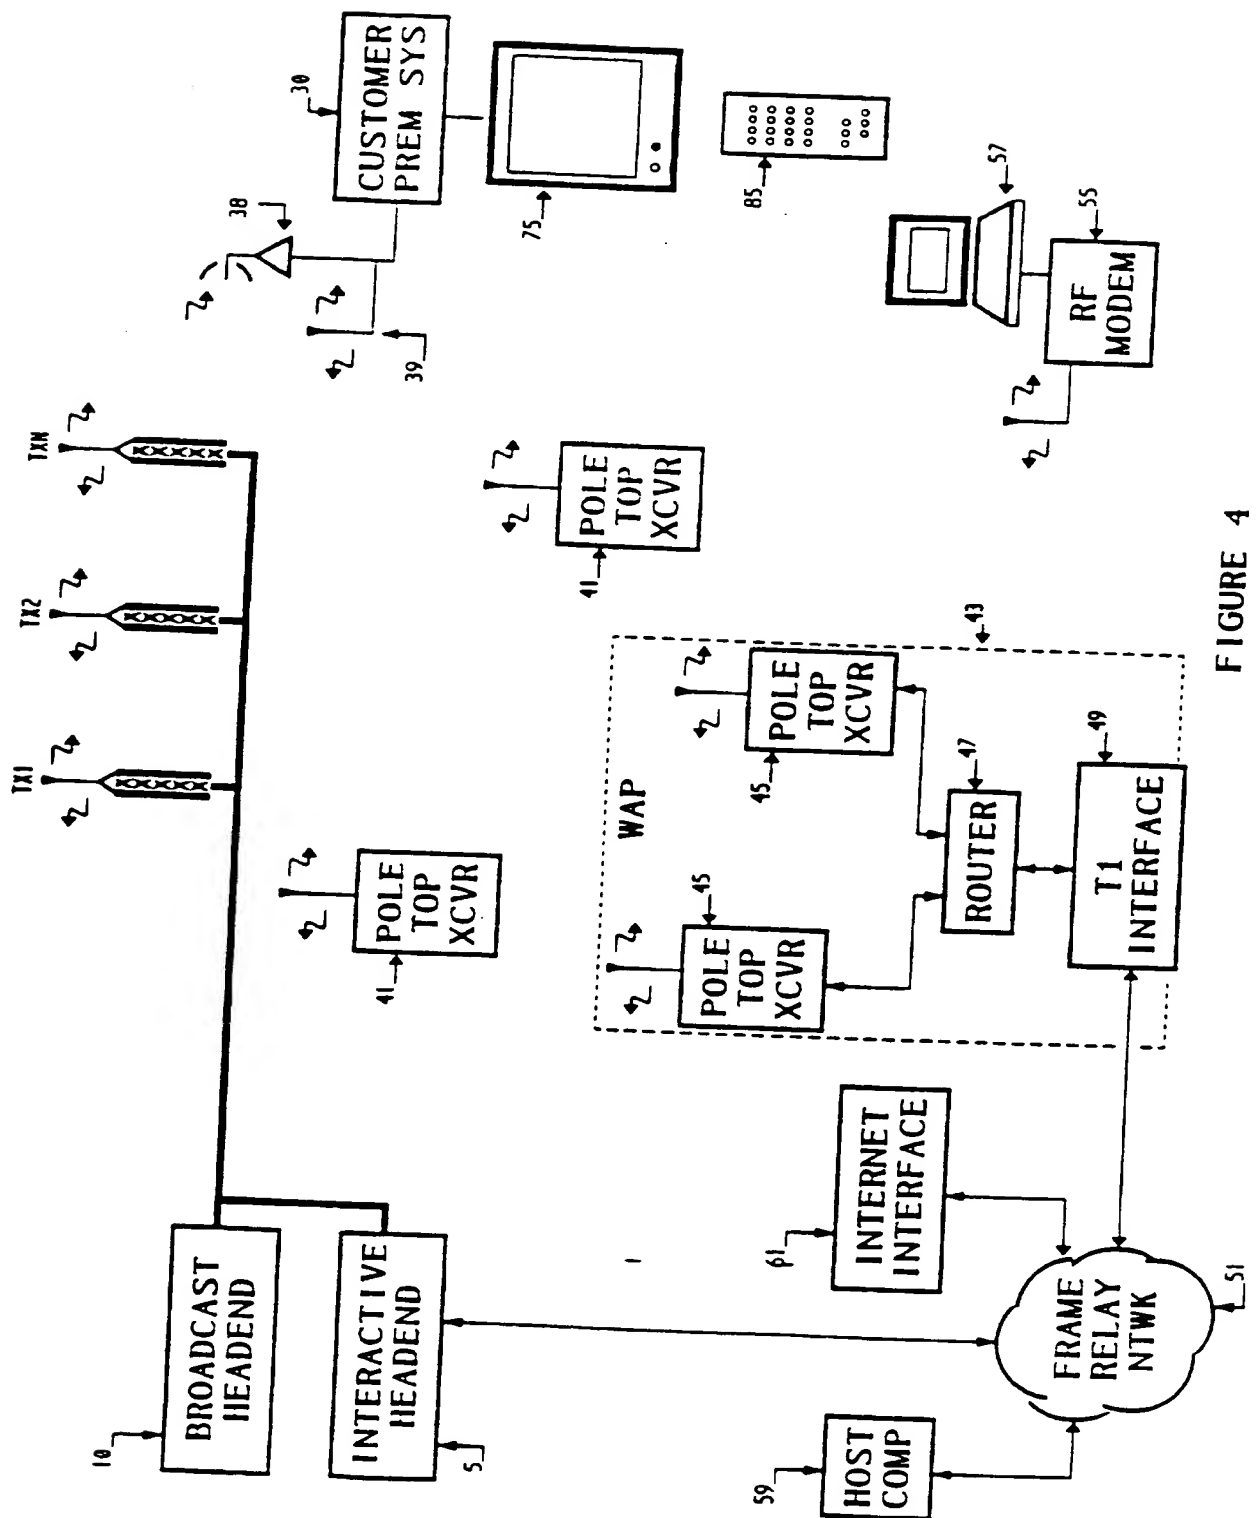 TX1
TX2
TXN
10
BROADCAST
HEADEND
INTERACTIVE
HEADEND
5
38
39
30
CUSTOMER
PREM SYS
75
85
41
POLE
TOP
XCVR
41
POLE
TOP
XCVR
WAP
43
45
POLE
TOP
XCVR
45
POLE
TOP
XCVR
47
ROUTER
49
T1
INTERFACE
57
55
RF
MODEM
61
INTERNET
INTERFACE
59
HOST
COMP
FRAME
RELAY
NTWK
51
FIGURE 4